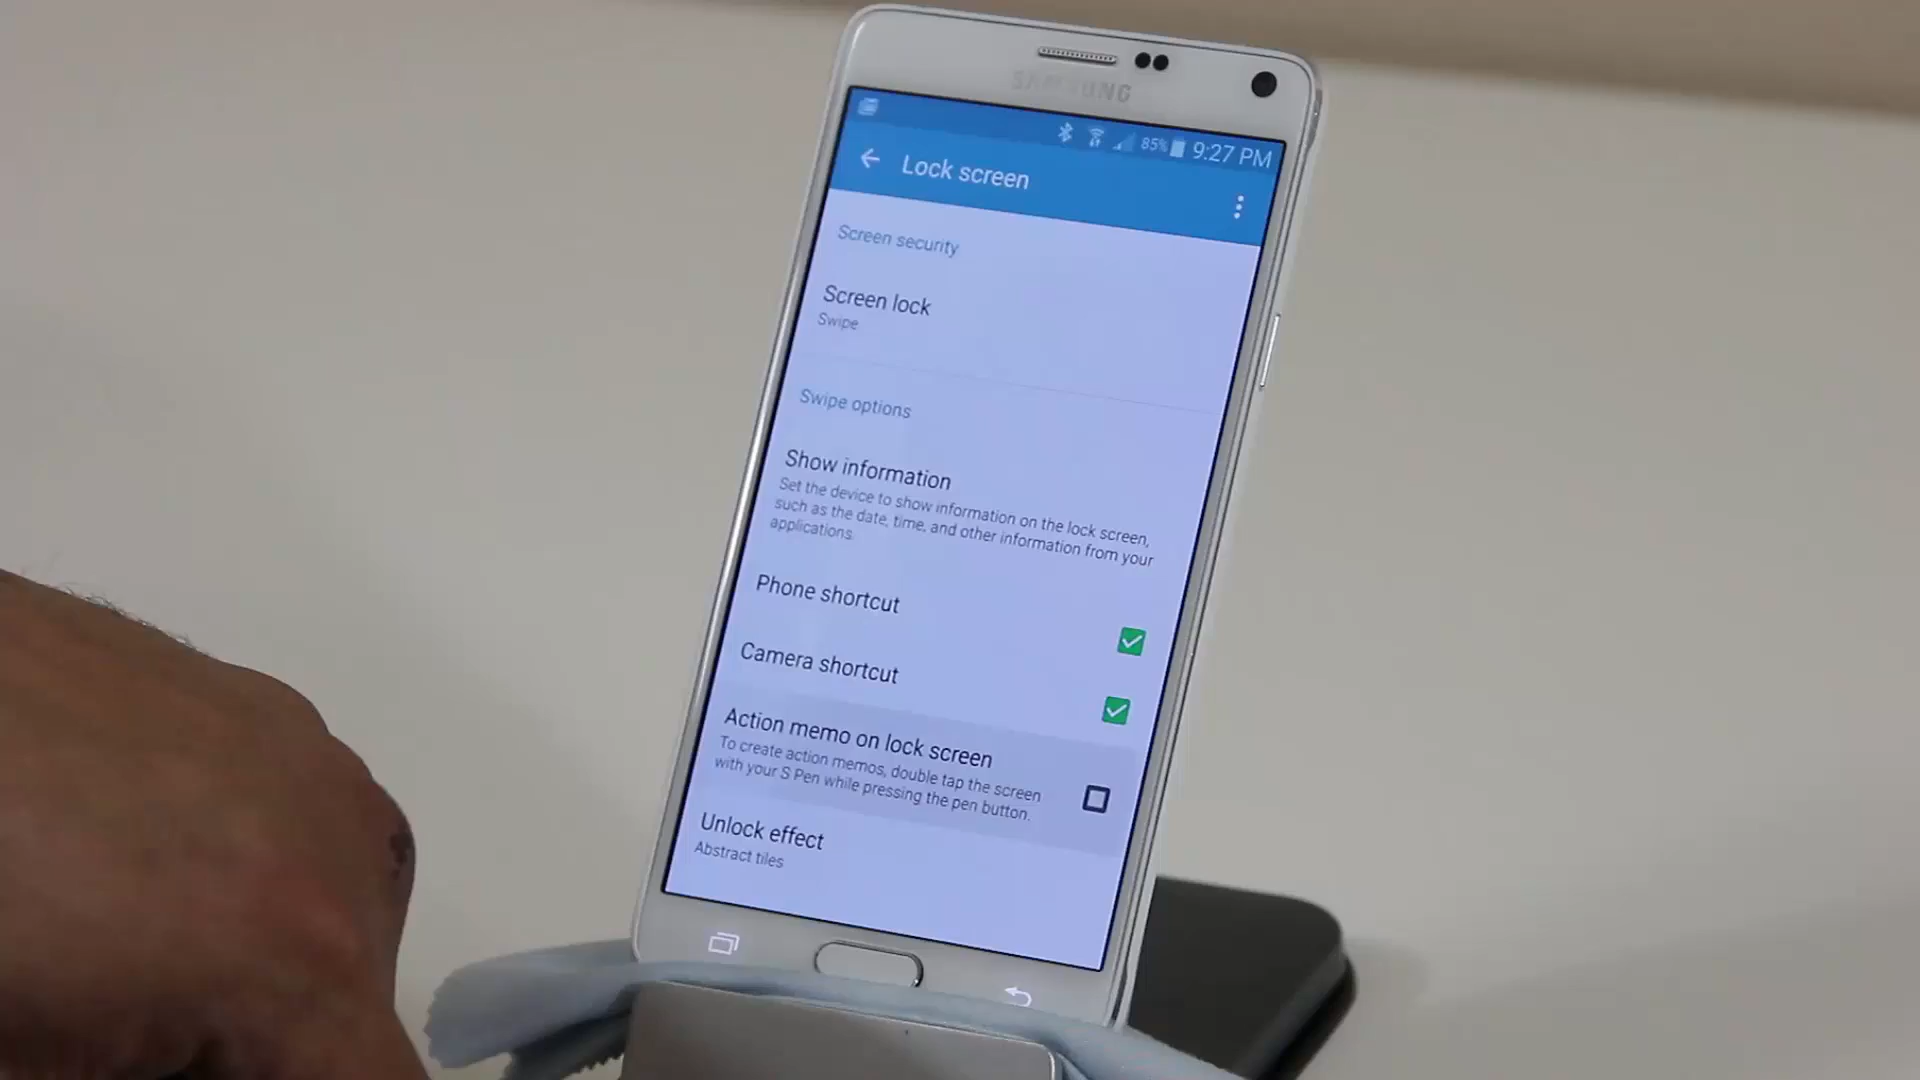 SAMSUNG
85% 9:27 PM
Lock screen
Screen security
Screen lock
Swipe
Swipe options
Show information
Set the device to show information on the lock screen,
such as the date, time, and other information from your
applications.
Phone shortcut
Camera shortcut
Action memo on lock screen
To create action memos, double tap the screen
with your S Pen while pressing the pen button.
Unlock effect
Abstract tiles